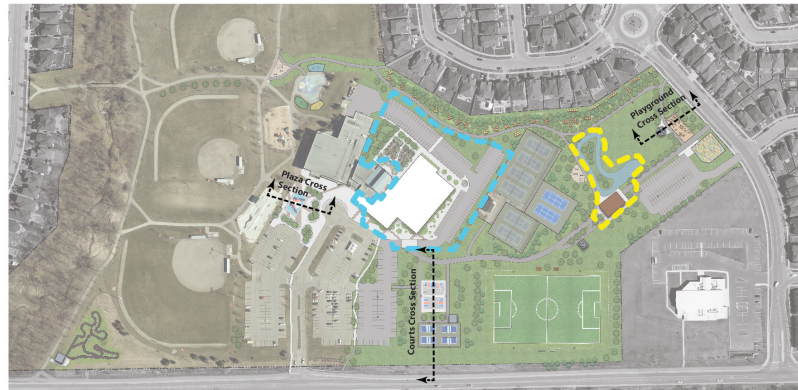 Playground
Cross Section
Plaza Cross
Section
Courts Cross Section